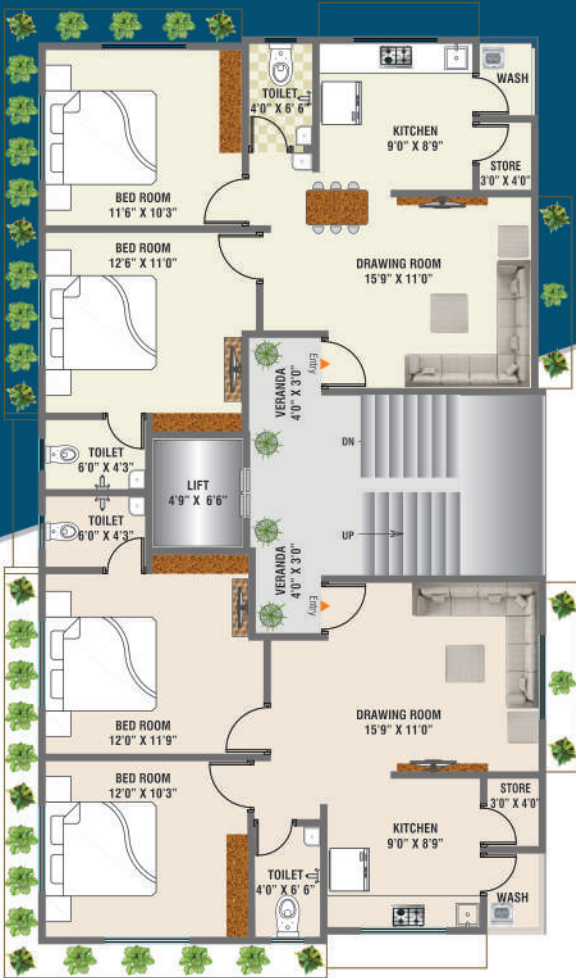 TOILET
4'0" X 6' 6"
WASH
KITCHEN
9'0" X 8'9"
STORE
3'0" X 4'0"
BED ROOM
11'6" X 10'3"
BED ROOM
12'6" X 11'0"
DRAWING ROOM
15'9" X 11'0"
Entry
VERANDA
4'0" X 3'0"
DN
TOILET
6'0" X 4'3"
LIFT
4'9" X 6'6"
TOILET
6'0" X 4'3"
UP
VERANDA
4'0" X 3'0"
Entry
BED ROOM
12'0" X 11'9"
DRAWING ROOM
15'9" X 11'0"
BED ROOM
12'0" X 10'3"
STORE
3'0" X 4'0"
KITCHEN
9'0" X 8'9"
TOILET
4'0" X 6' 6"
WASH